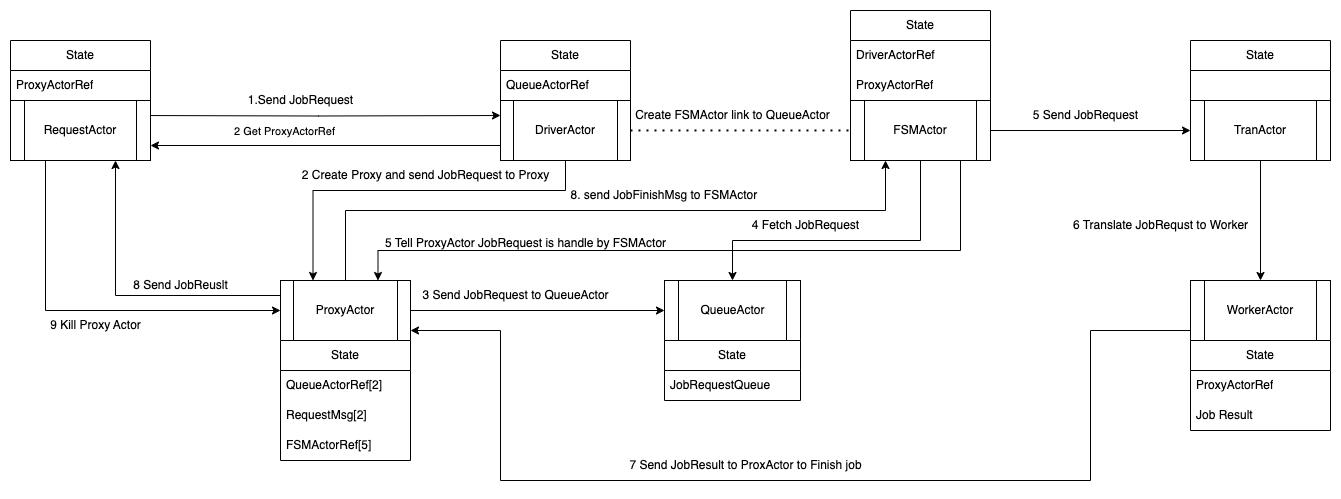 State
ProxyActorRef
RequestActor
1.Send JobRequest
2 Get ProxyActorRef
State
QueueActorRef
DriverActor
Create FSMActor link to QueueActor
State
DriverActorRef
ProxyActorRef
FSMActor
5 Send JobRequest
State
TranActor
2 Create Proxy and send JobRequest to Proxy
8. send JobFinishMsg to FSMActor
4 Fetch JobRequest
5 Tell ProxyActor JobRequest is handle by FSMActor
6 Translate JobRequst to Worker
8 Send JobReuslt
9 Kill Proxy Actor
ProxyActor
State
QueueActorRef[2]
RequestMsg[2]
FSMActorRef[5]
3 Send JobRequest to QueueActor
QueueActor
State
JobRequestQueue
WorkerActor
State
ProxyActorRef
Job Result
7 Send JobResult to ProxActor to Finish job